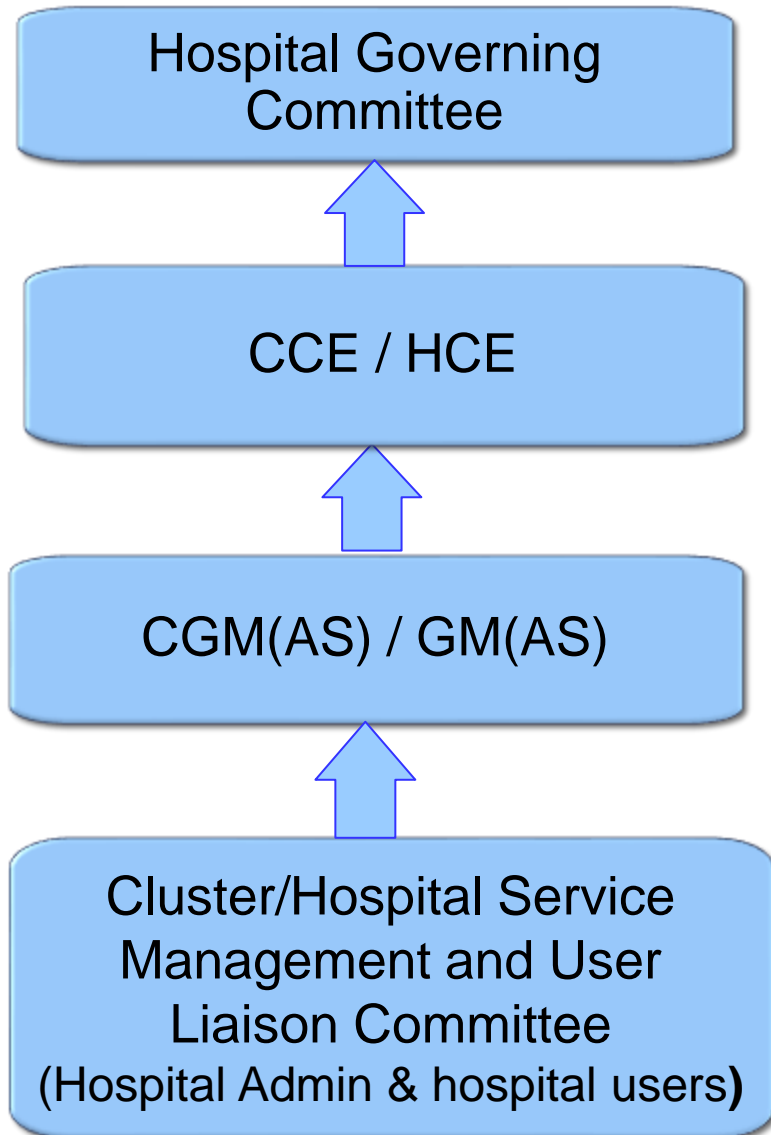 Hospital Governing
Committee
CCE / HCE
CGM(AS) / GM(AS)
Cluster/Hospital Service
Management and User
Liaison Committee
(Hospital Admin & hospital users)